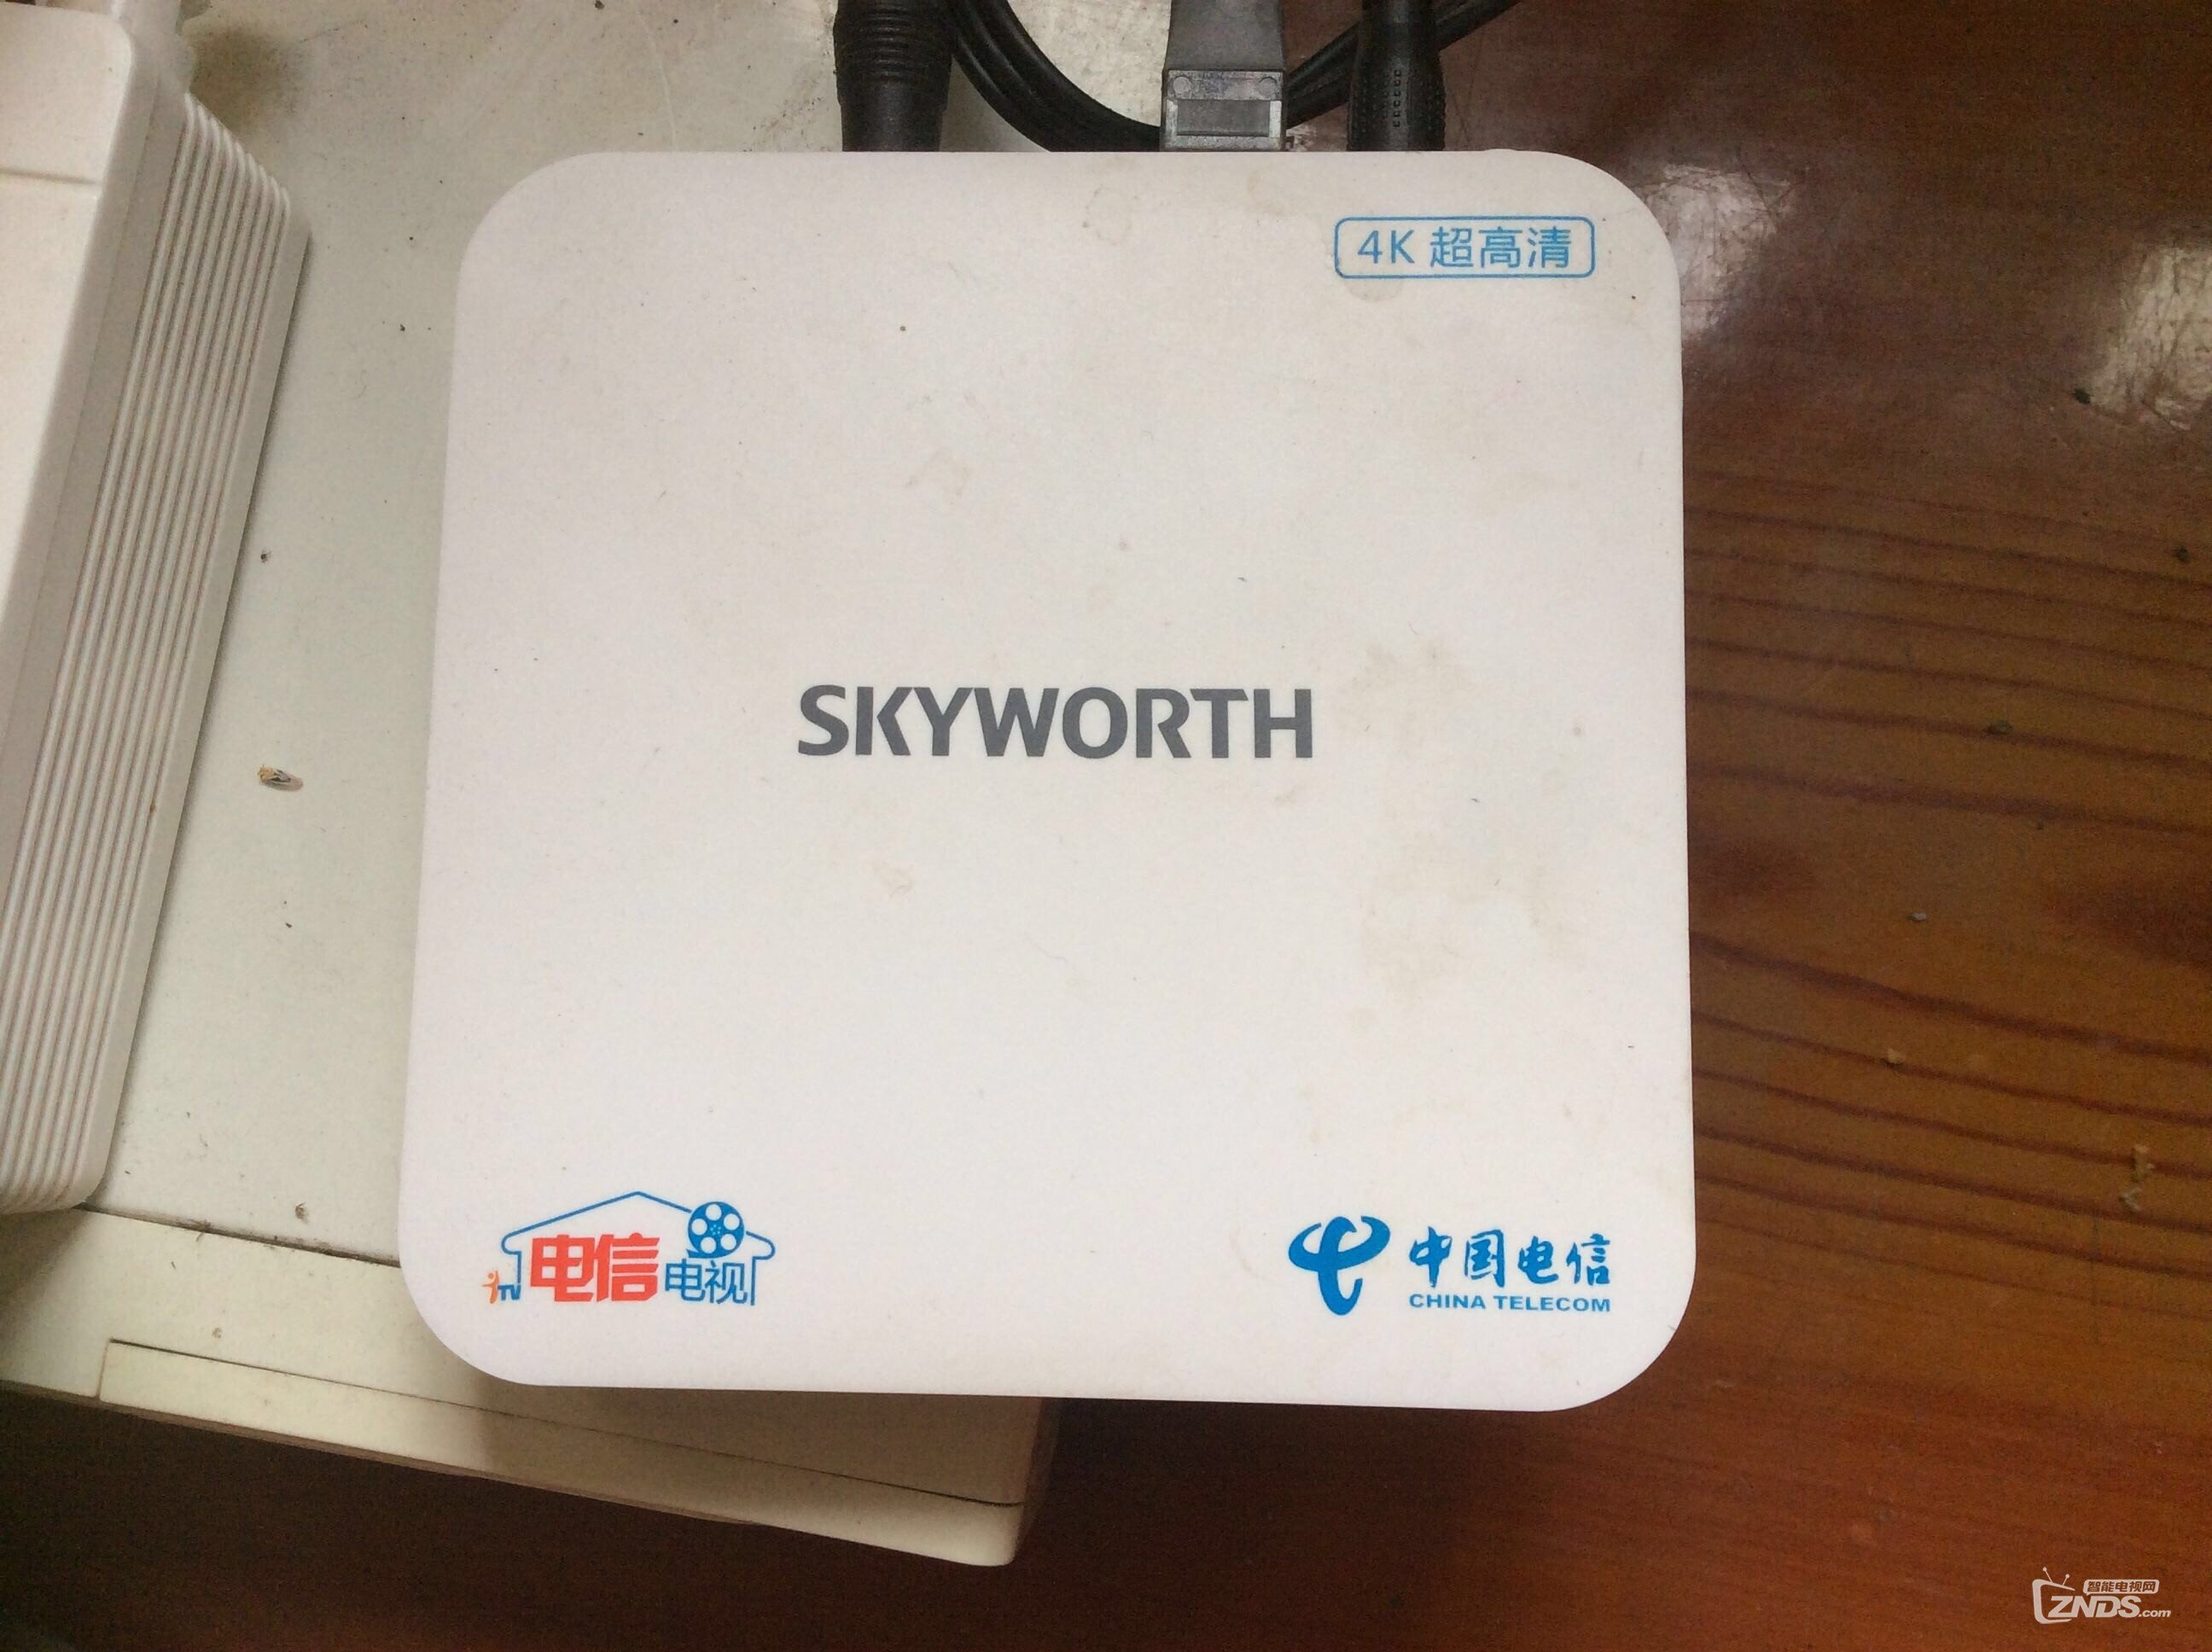 4K 超高清
SKYWORTH
iTV 电信电视
中国电信
CHINA TELECOM
智能电视网
ZNDS.com